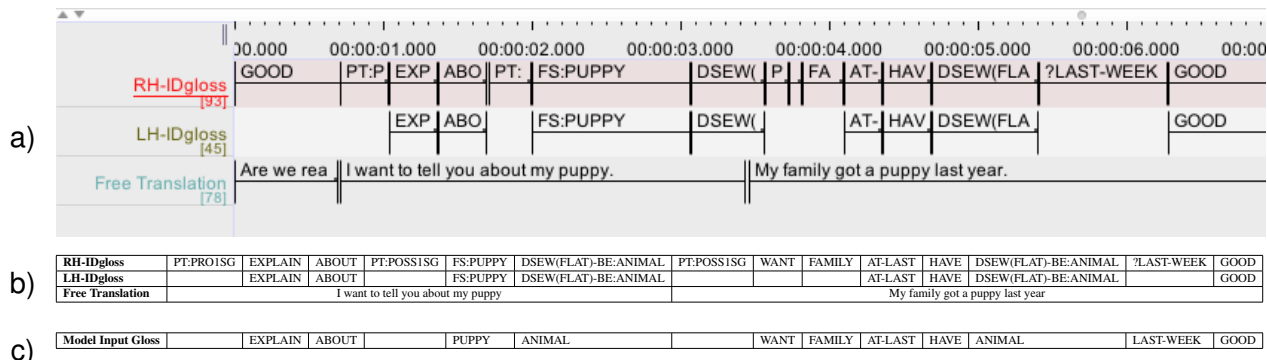 00.000 00:00:01.000 00:00:02.000 00:00:03.000 00:00:04.000 00:00:05.000 00:00:06.000 00:00
RH-IDgloss GOOD PT:P EXP ABO PT: FS:PUPPY DSEW( P FA AT- HAV DSEW(FLA ?LAST-WEEK GOOD
[93]
a)
LH-IDgloss EXP ABO FS:PUPPY DSEW( AT- HAV DSEW(FLA GOOD
[45]
Free Translation Are we rea I want to tell you about my puppy. My family got a puppy last year.
[78]
b)
RH-IDgloss PT:PRO1SG EXPLAIN ABOUT PT:POSS1SG FS:PUPPY DSEW(FLAT)-BE:ANIMAL PT:POSS1SG WANT FAMILY AT-LAST HAVE DSEW(FLAT)-BE:ANIMAL ?LAST-WEEK GOOD
LH-IDgloss EXPLAIN ABOUT FS:PUPPY DSEW(FLAT)-BE:ANIMAL AT-LAST HAVE DSEW(FLAT)-BE:ANIMAL GOOD
Free Translation I want to tell you about my puppy My family got a puppy last year
c)
Model Input Gloss EXPLAIN ABOUT PUPPY ANIMAL WANT FAMILY AT-LAST HAVE ANIMAL LAST-WEEK GOOD